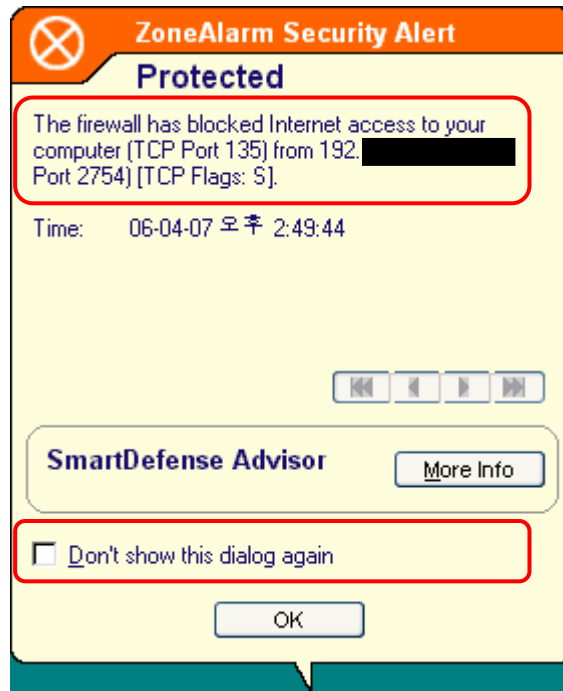 ZoneAlarm Security Alert
Protected
The firewall has blocked Internet access to your
computer (TCP Port 135) from 192.
Port 2754) [TCP Flags: S].
Time: 06-04-07 오후 2:49:44
SmartDefense Advisor
More Info
Don't show this dialog again
OK